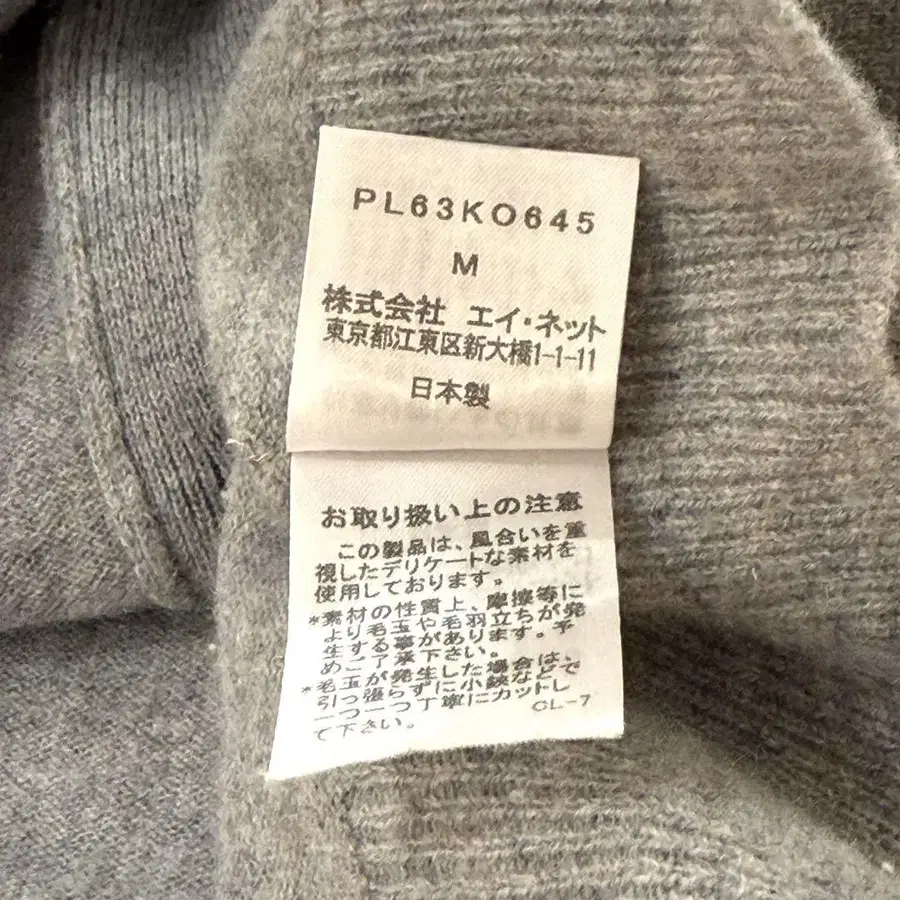 PL63KO645
M
株式会社 エイ・ネット
東京都江東区新大橋1-1-11
日本製
お取り扱い上の注意
この製品は、風合いを重
視したデリケートな素材を
使用しております。
*素材の性質上、摩擦等に
より毛玉や毛羽立ちが発
生する事があります。予
めご了承下さい。
*毛玉が発生した場合は、
引っ張らずに小鋏などで
一つ一つ丁寧にカットし
て下さい。
CL-7